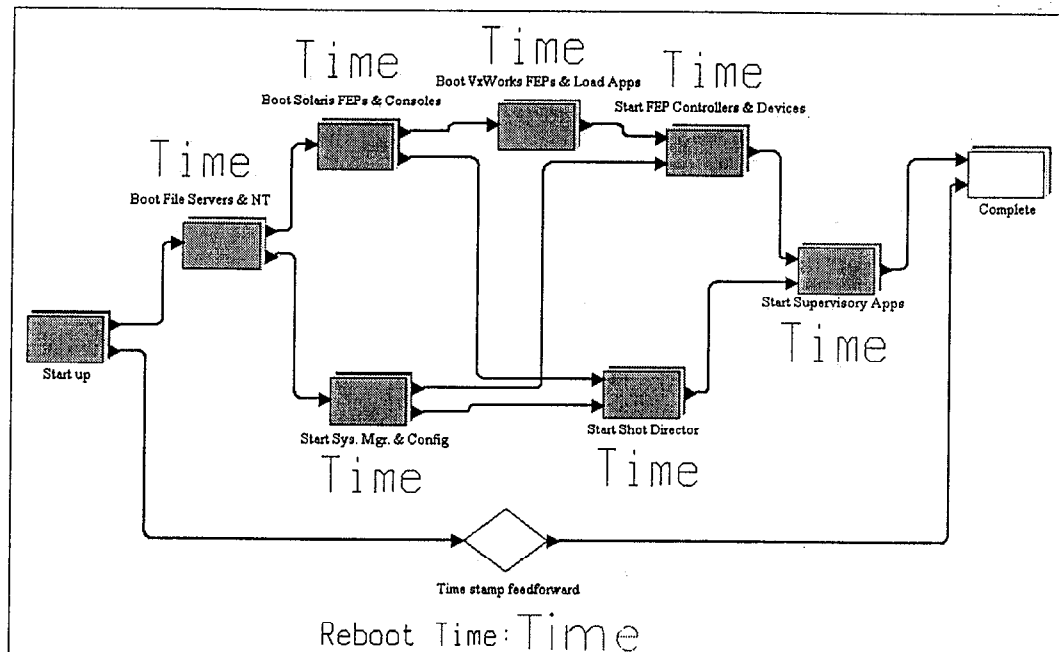 Time
Boot Solaris FEPs & Consoles
Time
Boot VxWorks FEPs & Load Apps
Time
Start FEP Controllers & Devices
Time
Boot File Servers & NT
Complete
Start up
Start Supervisory Apps
Time
Start Sys. Mgr. & Config
Time
Start Shot Director
Time
Time stamp feedforward
Reboot Time: Time